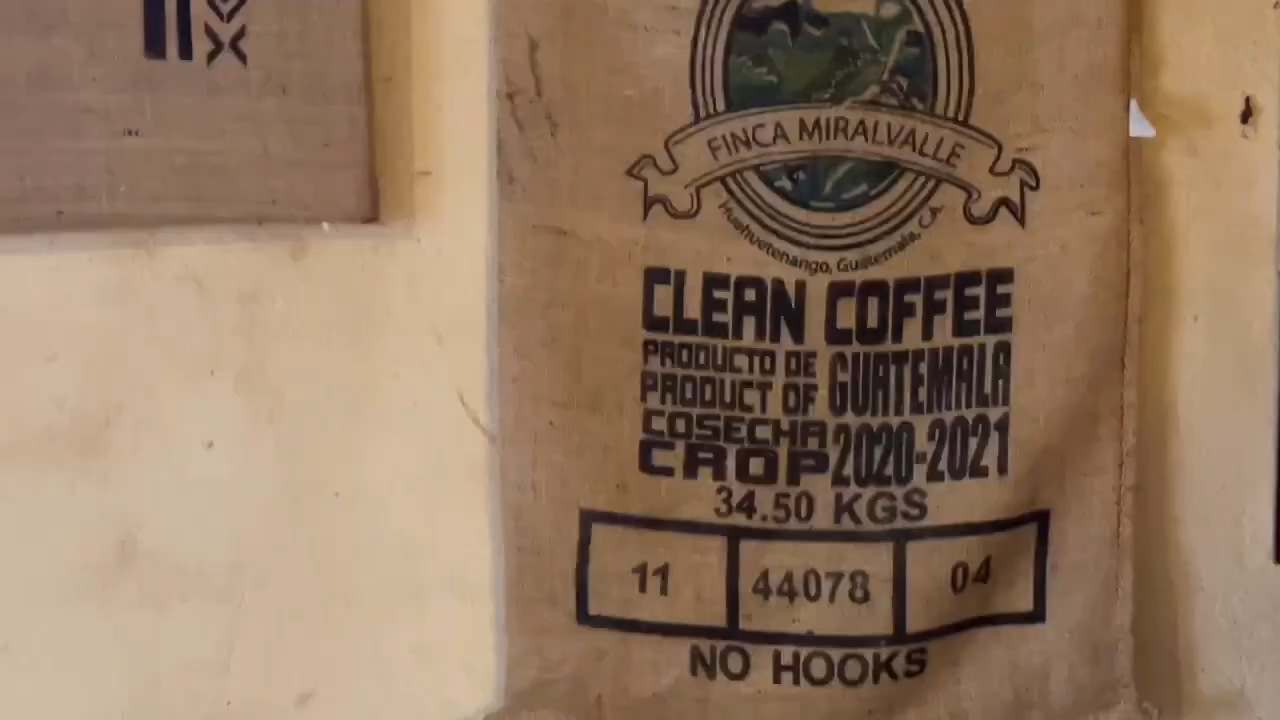 FINCA MIRALVALLE
Huehuetenango, Guatemala, CA
CLEAN COFFEE
PRODUCTO DE
PRODUCT OF GUATEMALA
COSECHA
CROP 2020-2021
34.50 KGS
11 44078 04
NO HOOKS